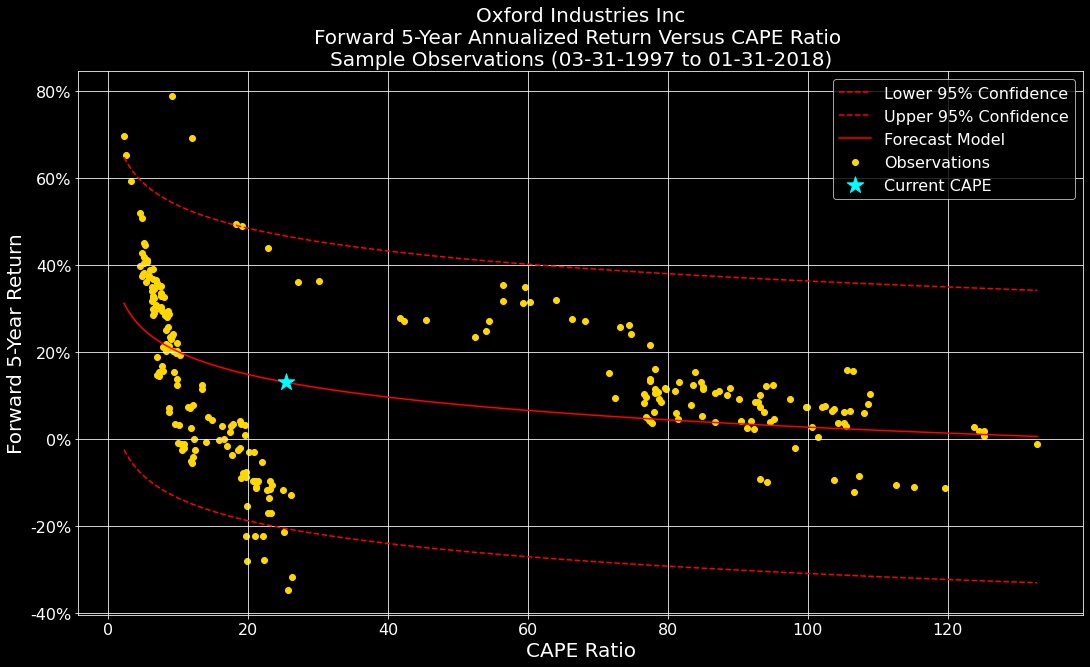 Oxford Industries Inc
Forward 5-Year Annualized Return Versus CAPE Ratio
Sample Observations (03-31-1997 to 01-31-2018)
Lower 95% Confidence
Upper 95% Confidence
Forecast Model
Observations
Current CAPE
Forward 5-Year Return
80%
60%
40%
20%
0%
-20%
-40%
0 20 40 60 80 100 120
CAPE Ratio